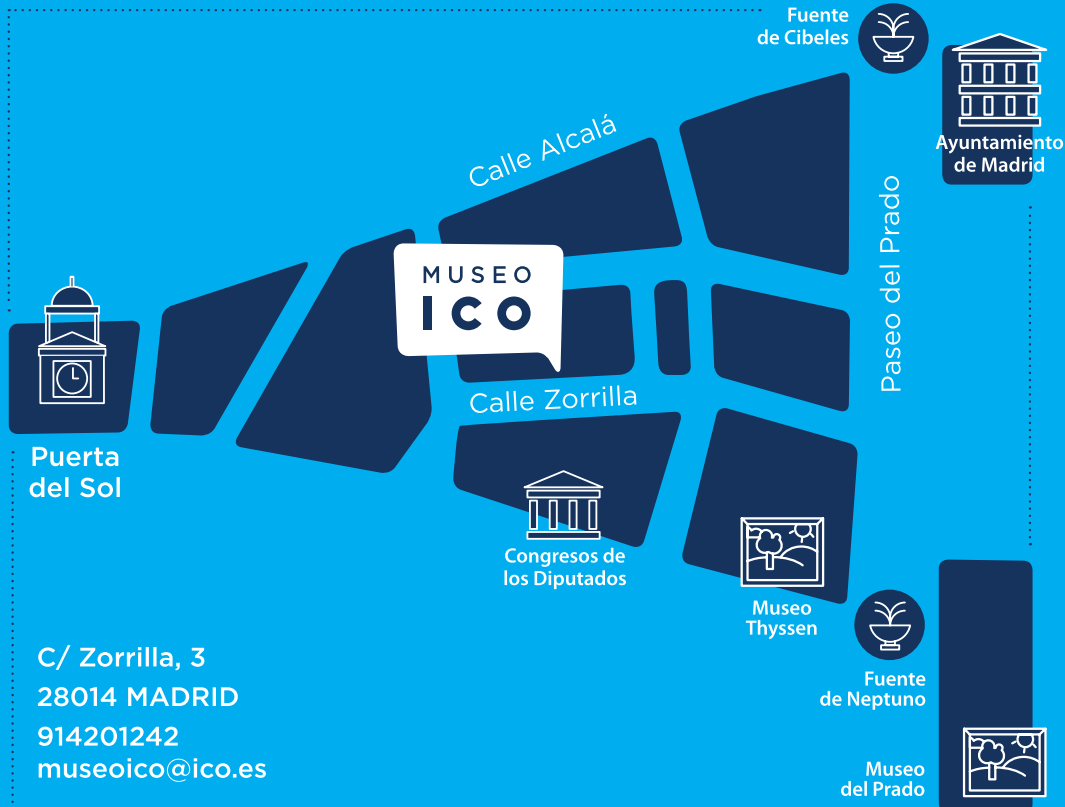 Fuente
de Cibeles
Ayuntamiento
de Madrid
Calle Alcalá
Paseo del Prado
MUSEO
ICO
Calle Zorrilla
Puerta
del Sol
Congresos de
los Diputados
Museo
Thyssen
Fuente
de Neptuno
Museo
del Prado
C/ Zorrilla, 3
28014 MADRID
914201242
museoico@ico.es